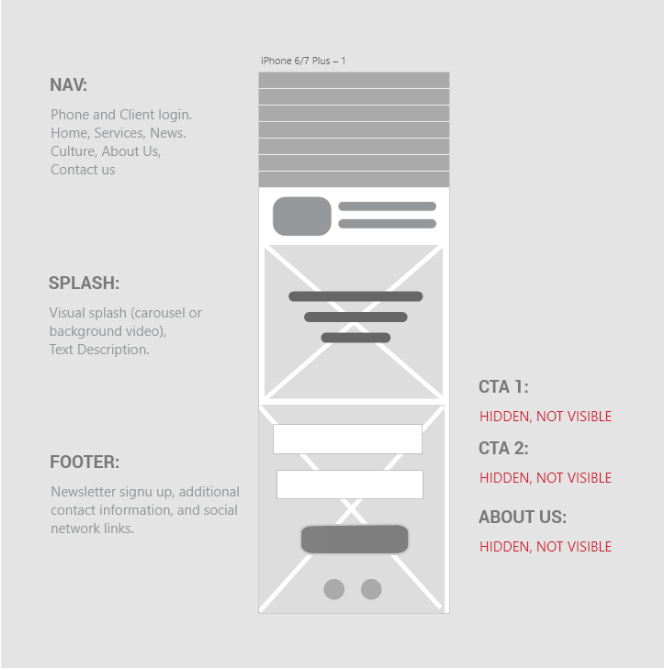 iPhone 6/7 Plus – 1
NAV:
Phone and Client login.
Home, Services, News.
Culture, About Us,
Contact us
SPLASH:
Visual splash (carousel or
background video),
Text Description.
CTA 1:
HIDDEN, NOT VISIBLE
CTA 2:
HIDDEN, NOT VISIBLE
FOOTER:
Newsletter signu up, additional
contact information, and social
network links.
ABOUT US:
HIDDEN, NOT VISIBLE